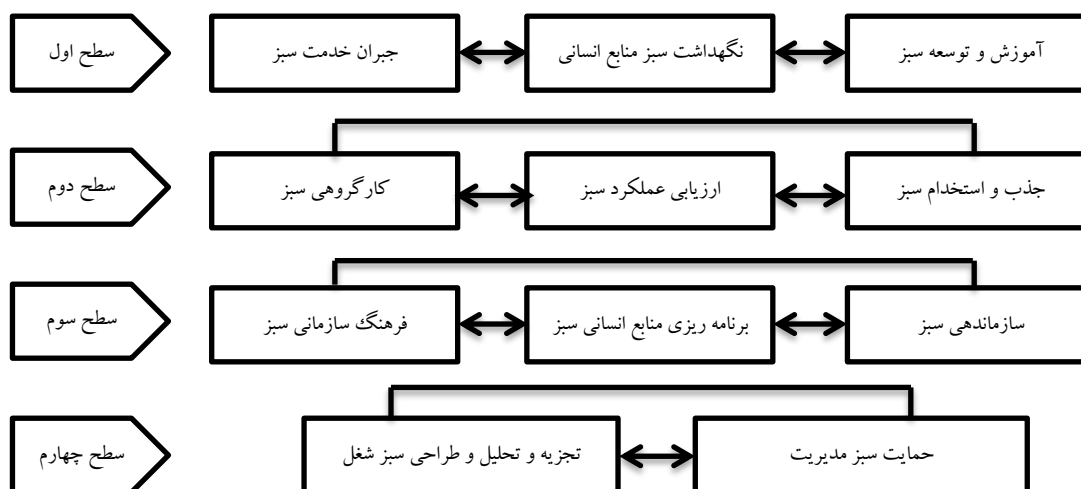 سطح اول
آموزش و توسعه سبز
نگهداشت سبز منابع انسانی
جبران خدمت سبز
سطح دوم
جذب و استخدام سبز
ارزیابی عملکرد سبز
کارگروهی سبز
سطح سوم
سازماندهی سبز
برنامه ریزی منابع انسانی سبز
فرهنگ سازمانی سبز
سطح چهارم
حمایت سبز مدیریت
تجزیه و تحلیل و طراحی سبز شغل